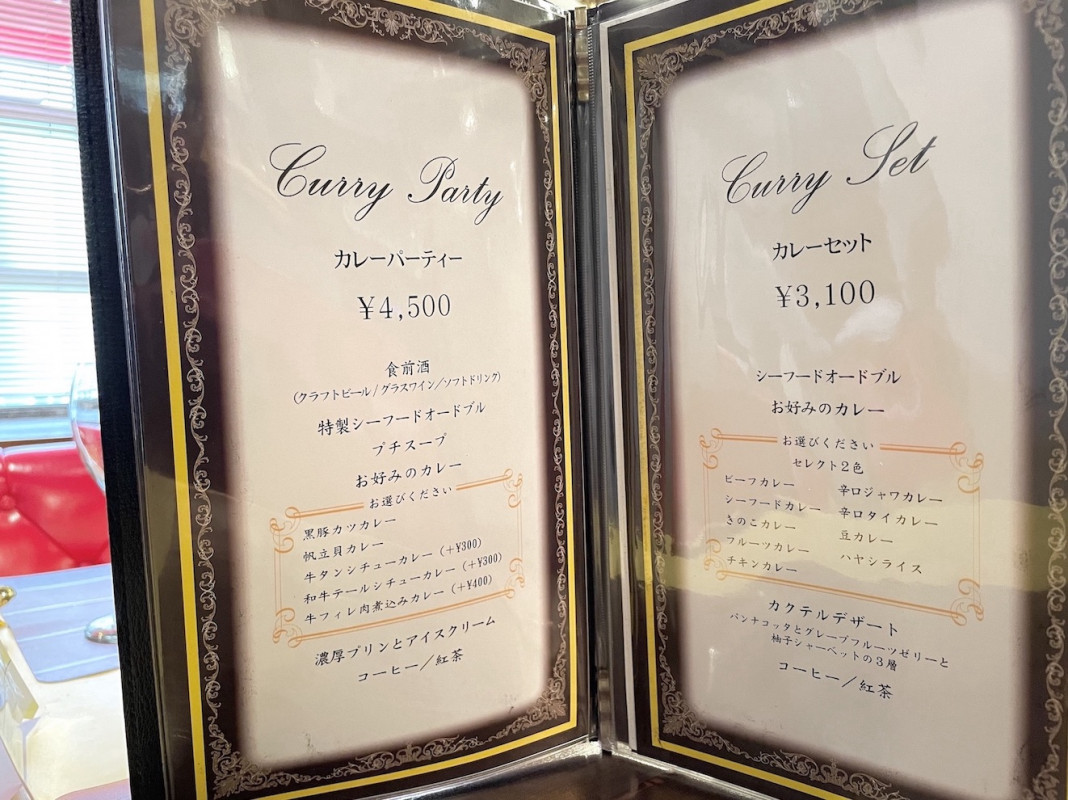 Curry Party
カレーパーティー
¥4,500
食前酒
(クラフトビール/グラスワイン/ソフトドリンク)
特製シーフードオードブル
プチスープ
お好みのカレー
お選びください
黒豚カツカレー
帆立貝カレー
牛タンシチューカレー (+¥300)
和牛テールシチューカレー (+¥300)
牛フィレ肉煮込みカレー (+¥400)
濃厚プリンとアイスクリーム
コーヒー/紅茶
Curry Set
カレーセット
¥3,100
シーフードオードブル
お好みのカレー
お選びください
セレクト2色
ビーフカレー 辛口ジャワカレー
シーフードカレー 辛口タイカレー
きのこカレー 豆カレー
フルーツカレー ハヤシライス
チキンカレー
カクテルデザート
パンナコッタとグレープフルーツゼリーと
柚子シャーベットの3層
コーヒー/紅茶